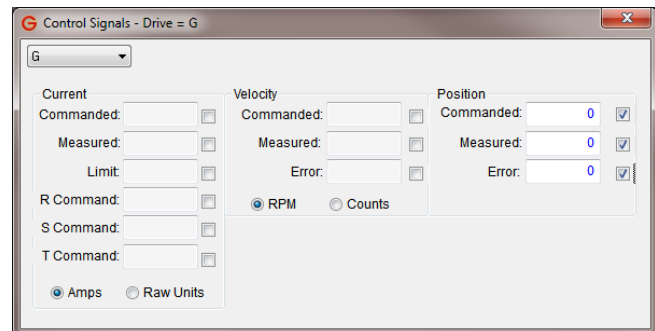 G Control Signals - Drive = G
G
Current
Commanded:
Measured:
Limit:
R Command:
S Command:
T Command:
Amps Raw Units
Velocity
Commanded:
Measured:
Error:
RPM Counts
Position
Commanded: 0
Measured: 0
Error: 0